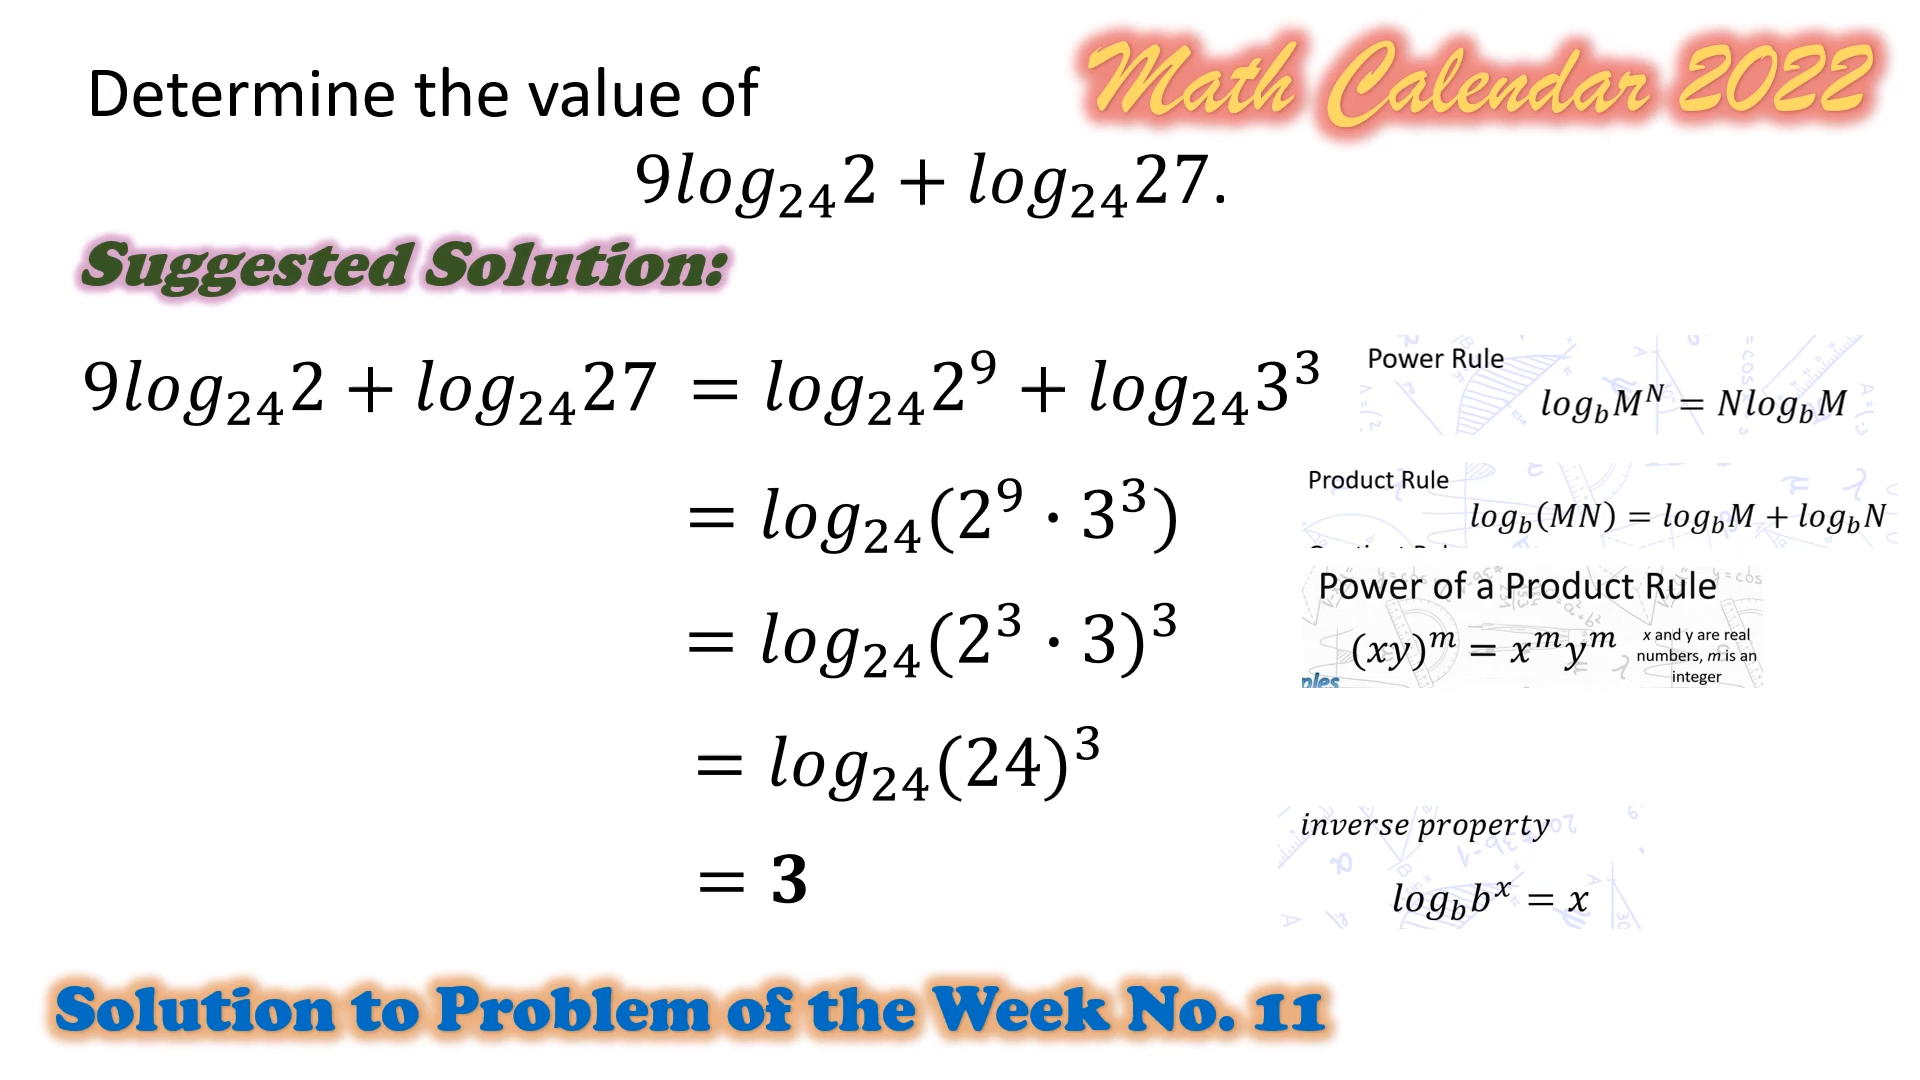 Math Calendar 2022
Determine the value of
9log₂₄2 + log₂₄27.
Suggested Solution:
9log₂₄2 + log₂₄27 = log₂₄2⁹ + log₂₄3³
Power Rule
log_b M^N = N log_b M
= log₂₄(2⁹ · 3³)
Product Rule
log_b(MN) = log_b M + log_b N
= log₂₄(2³ · 3)³
Power of a Product Rule
(xy)^m = x^m y^m
x and y are real
numbers, m is an
integer
ples
= log₂₄(24)³
= 3
inverse property
log_b b^x = x
Solution to Problem of the Week No. 11